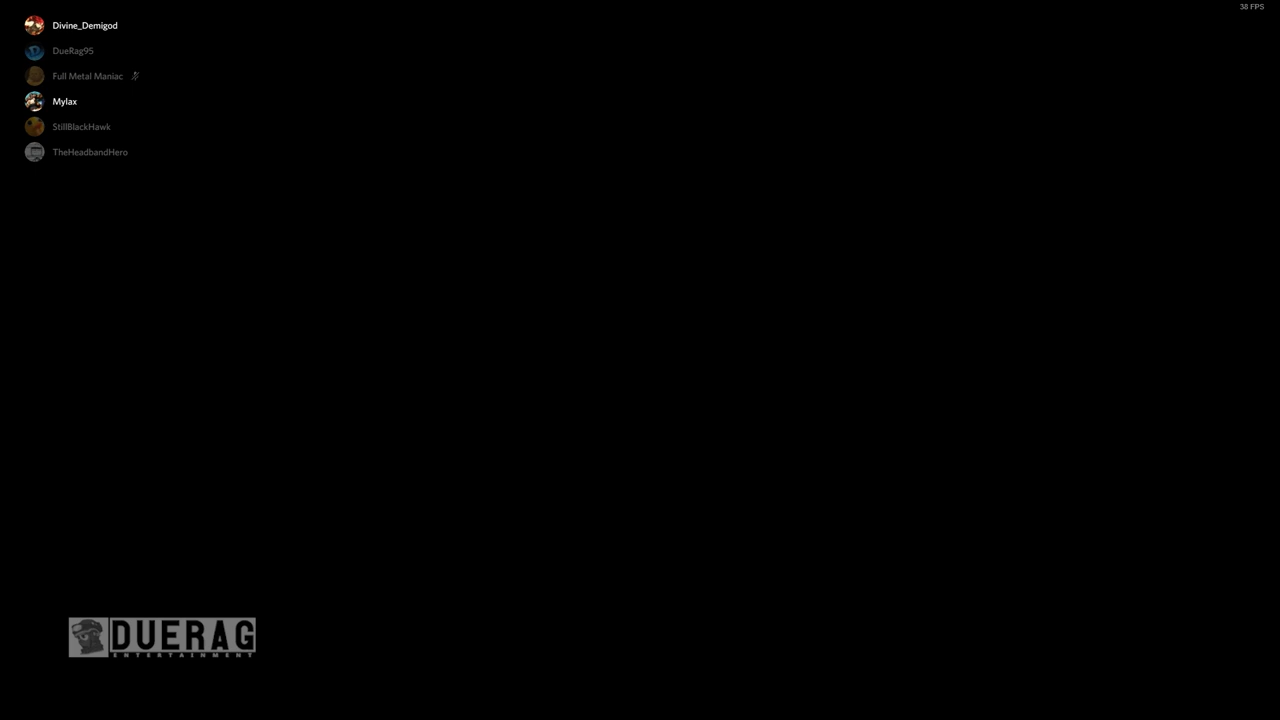 38 FPS
Divine_Demigod
DueRag95
Full Metal Maniac
Mylax
StillBlackHawk
TheHeadbandHero
DUERAG
ENTERTAINMENT